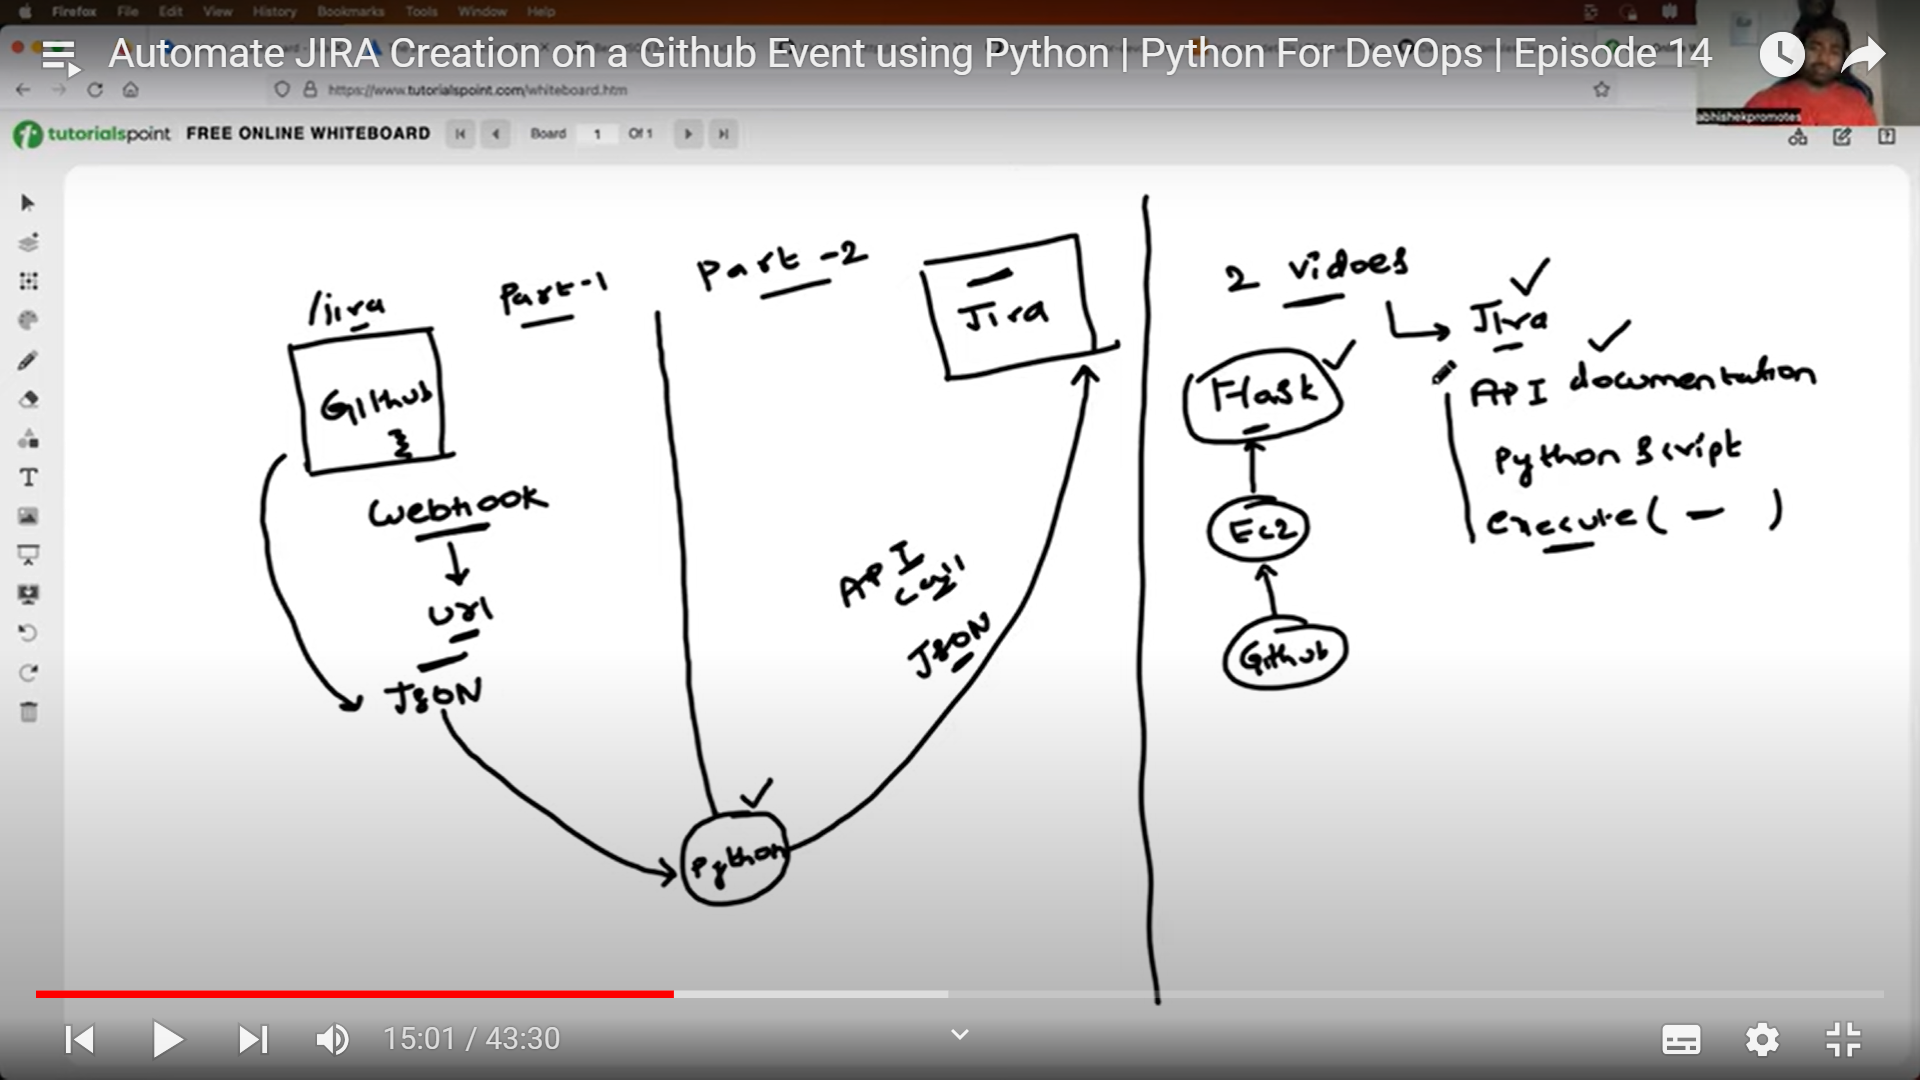 Firefox File Edit View History Bookmarks Tools Window Help
Automate JIRA Creation on a Github Event using Python | Python For DevOps | Episode 14
https://www.tutorialspoint.com/whiteboard.htm
abhishekpromotes
tutorialspoint FREE ONLINE WHITEBOARD Board 1 Of 1
/jira
Part-1
Part -2
Jira
Github
Webhook
url
JSON
API
call
JSON
Python
2 vidoes
Jira
Flask
API documentation
Python Script
execute( - )
Ec2
Github
15:01 / 43:30